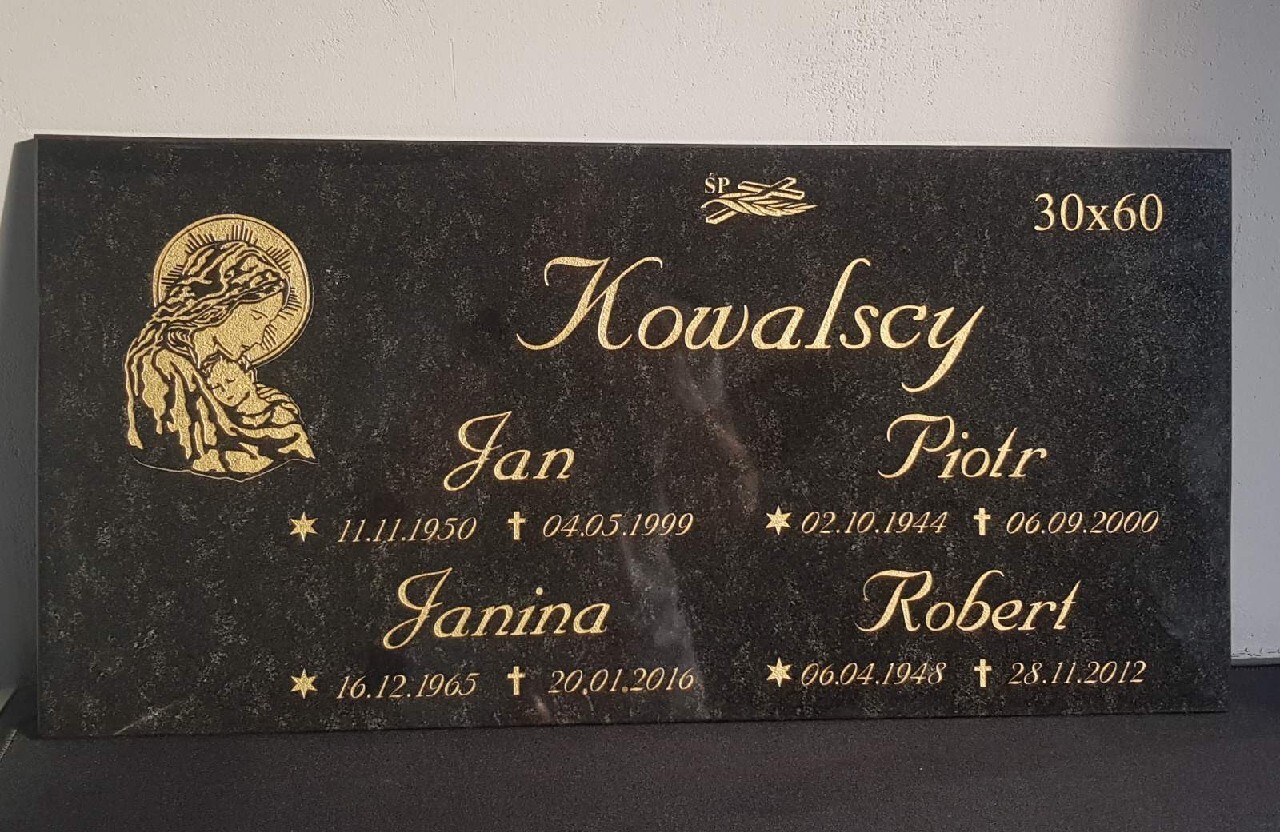 ŚP
30x60
Kowalscy
Jan Piotr
11.11.1950 04.05.1999 02.10.1944 06.09.2000
Janina Robert
16.12.1965 20.01.2016 06.04.1948 28.11.2012